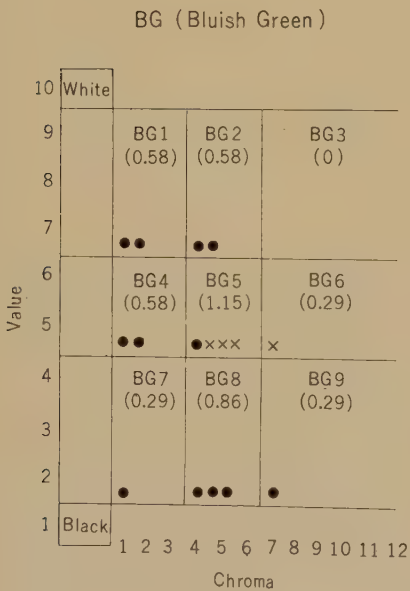 BG (Bluish Green)
10 White
9 BG1 BG2 BG3
(0.58) (0.58) (0)
8
7
6 BG4 BG5 BG6
(0.58) (1.15) (0.29)
5
Value
4 BG7 BG8 BG9
(0.29) (0.86) (0.29)
3
2
1 Black
1 2 3 4 5 6 7 8 9 10 11 12
Chroma